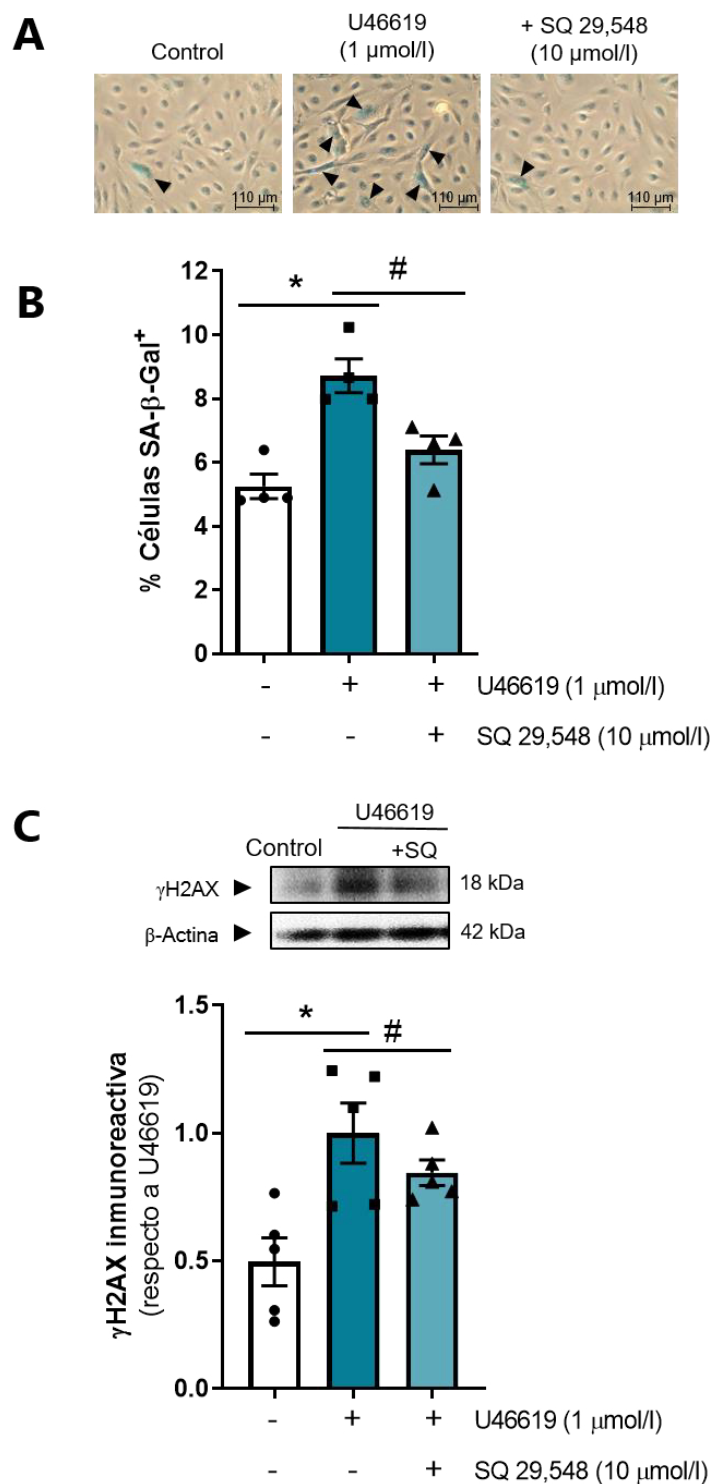 A
Control
U46619
(1 μmol/l)
+ SQ 29,548
(10 μmol/l)
110 μm
110 μm
110 μm
B
% Células SA-β-Gal⁺
12
10
8
6
4
2
0
*
#
- + + U46619 (1 μmol/l)
- - + SQ 29,548 (10 μmol/l)
C
U46619
Control +SQ
γH2AX 18 kDa
β-Actina 42 kDa
γH2AX inmunoreactiva
(respecto a U46619)
1.5
1.0
0.5
0.0
*
#
- + + U46619 (1 μmol/l)
- - + SQ 29,548 (10 μmol/l)